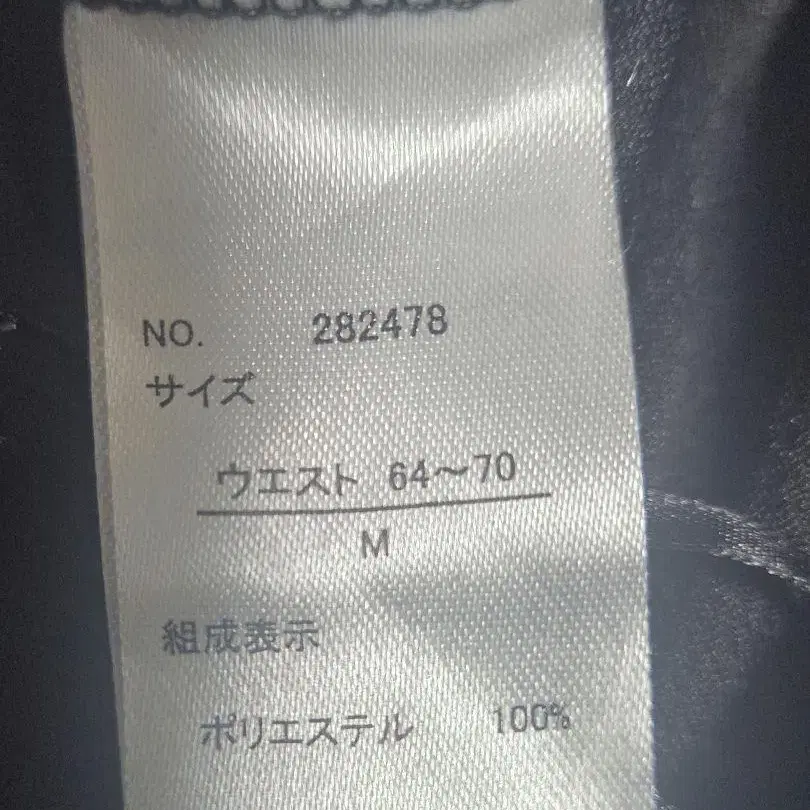 NO. 282478
サイズ
ウエスト 64～70
M
組成表示
ポリエステル 100%